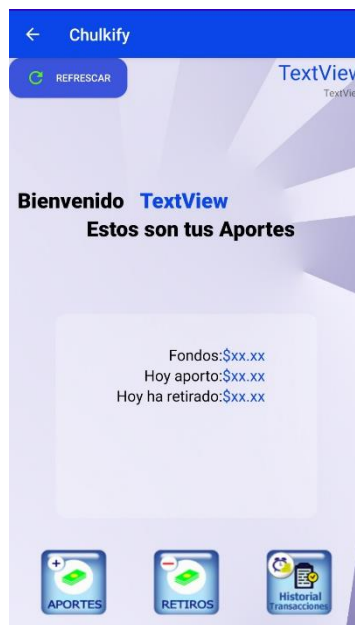 Chulkify
REFRESCAR
TextView
TextVie
Bienvenido TextView
Estos son tus Aportes
Fondos:$xx.xx
Hoy aporto:$xx.xx
Hoy ha retirado:$xx.xx
APORTES
RETIROS
Historial
Transacciones